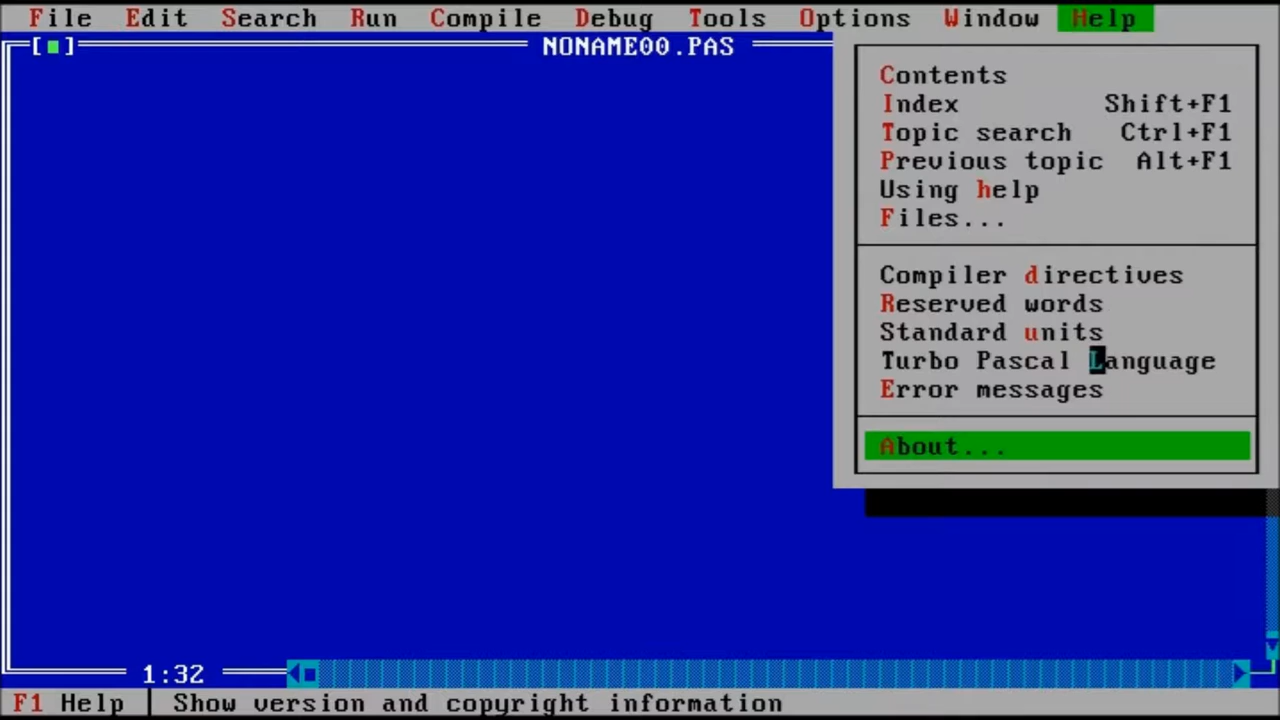 File Edit Search Run Compile Debug Tools Options Window Help
[■] NONAME00.PAS
Contents
Index Shift+F1
Topic search Ctrl+F1
Previous topic Alt+F1
Using help
Files...
Compiler directives
Reserved words
Standard units
Turbo Pascal Language
Error messages
About...
1:32
F1 Help │ Show version and copyright information